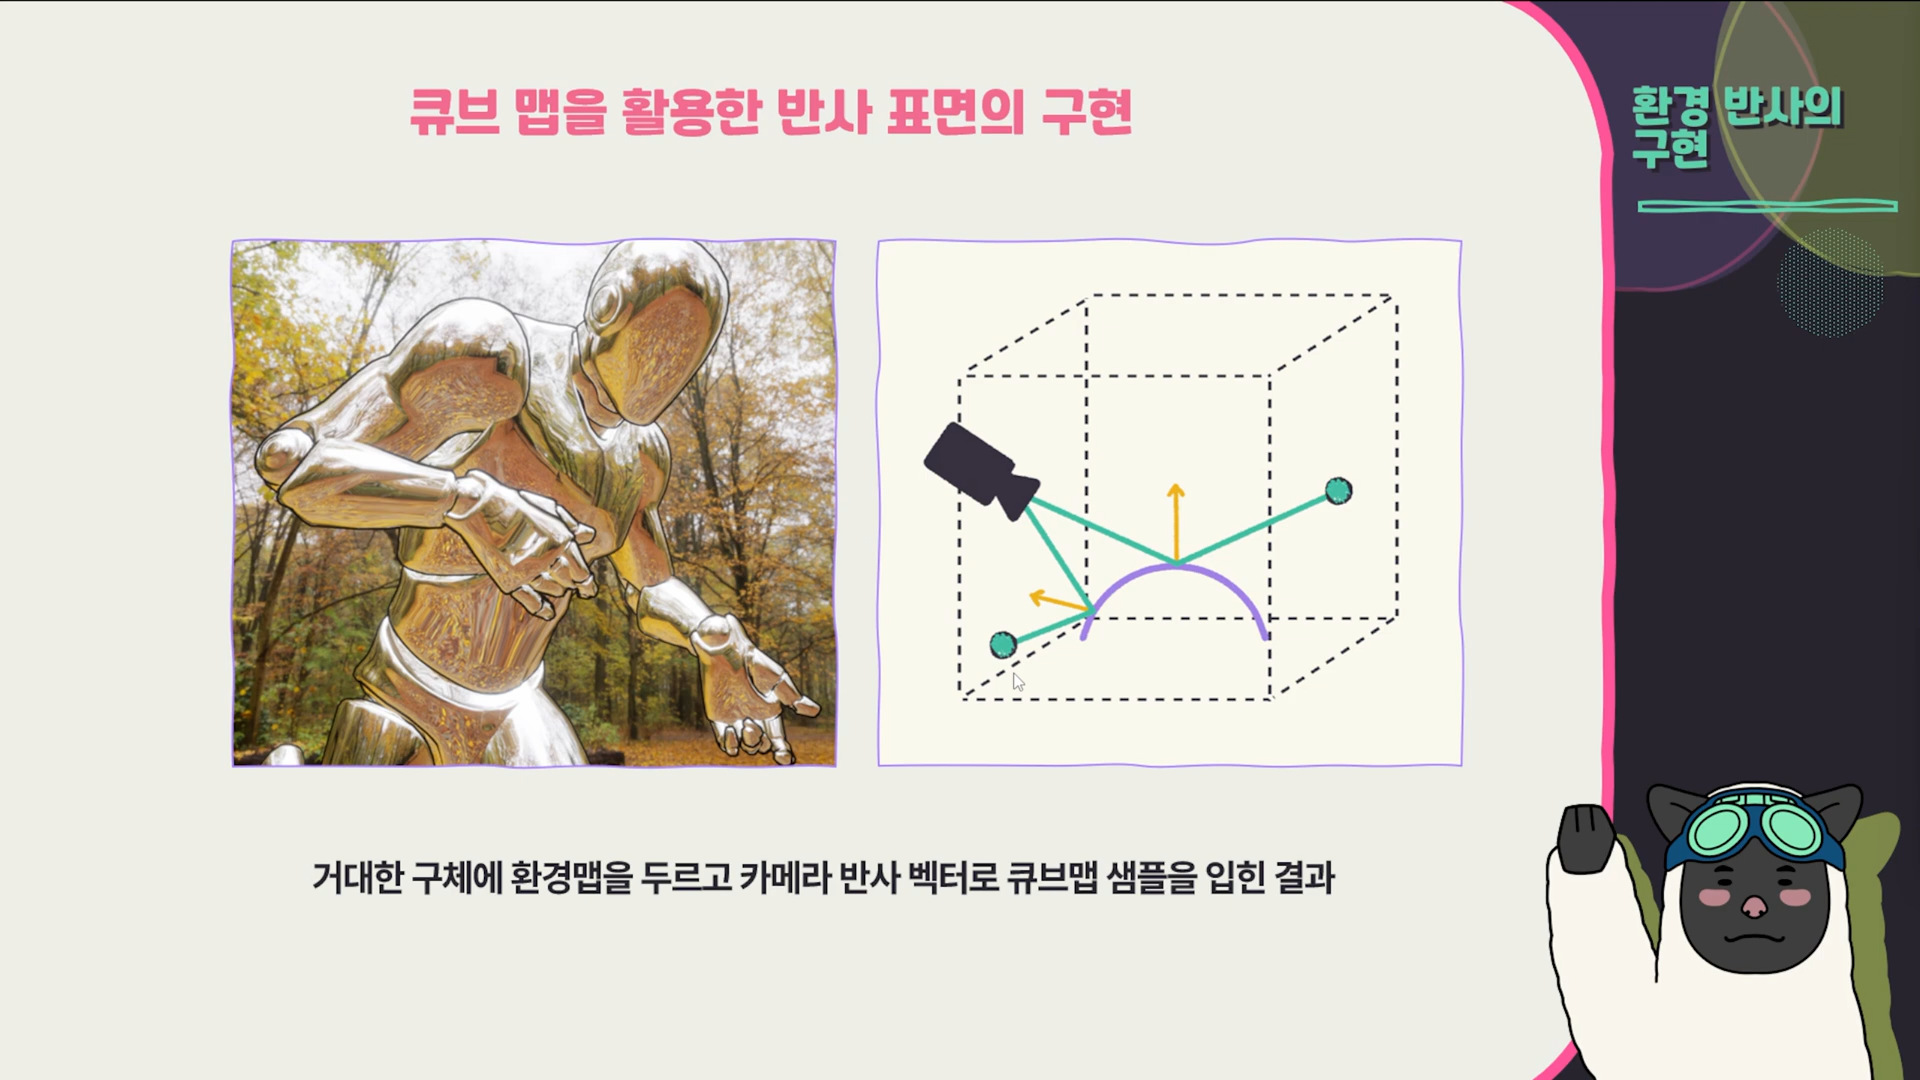 큐브 맵을 활용한 반사 표면의 구현
환경 반사의
구현
거대한 구체에 환경맵을 두르고 카메라 반사 벡터로 큐브맵 샘플을 입힌 결과